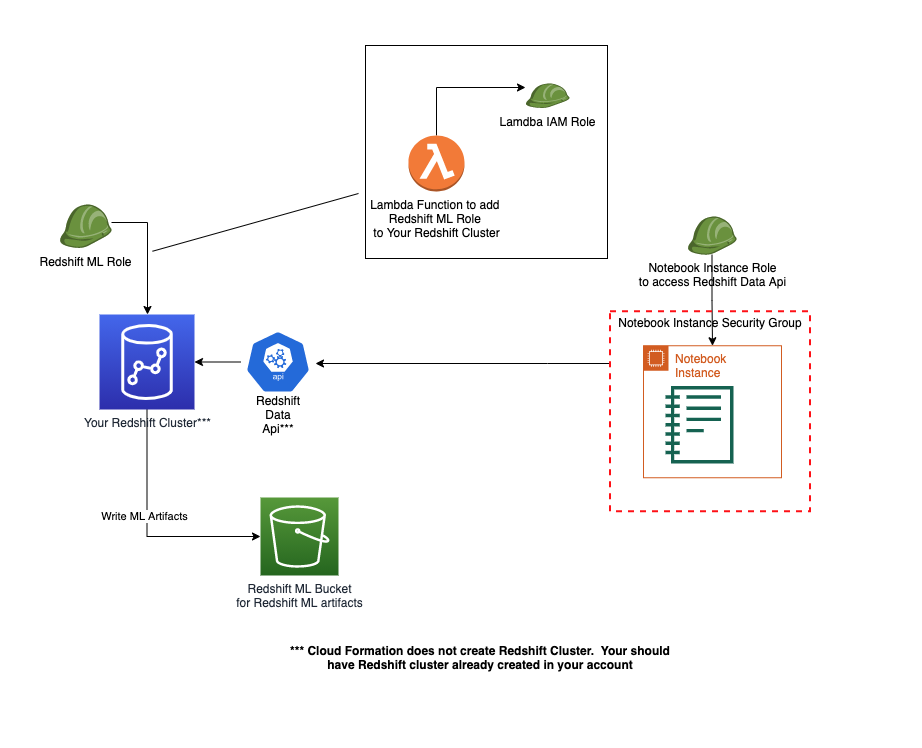 Lamdba IAM Role
Lambda Function to add
Redshift ML Role
to Your Redshift Cluster
Redshift ML Role
Notebook Instance Role
to access Redshift Data Api
Notebook Instance Security Group
Notebook
Instance
api
Redshift
Data
Api***
Your Redshift Cluster***
Write ML Artifacts
Redshift ML Bucket
for Redshift ML artifacts
*** Cloud Formation does not create Redshift Cluster.  Your should
have Redshift cluster already created in your account